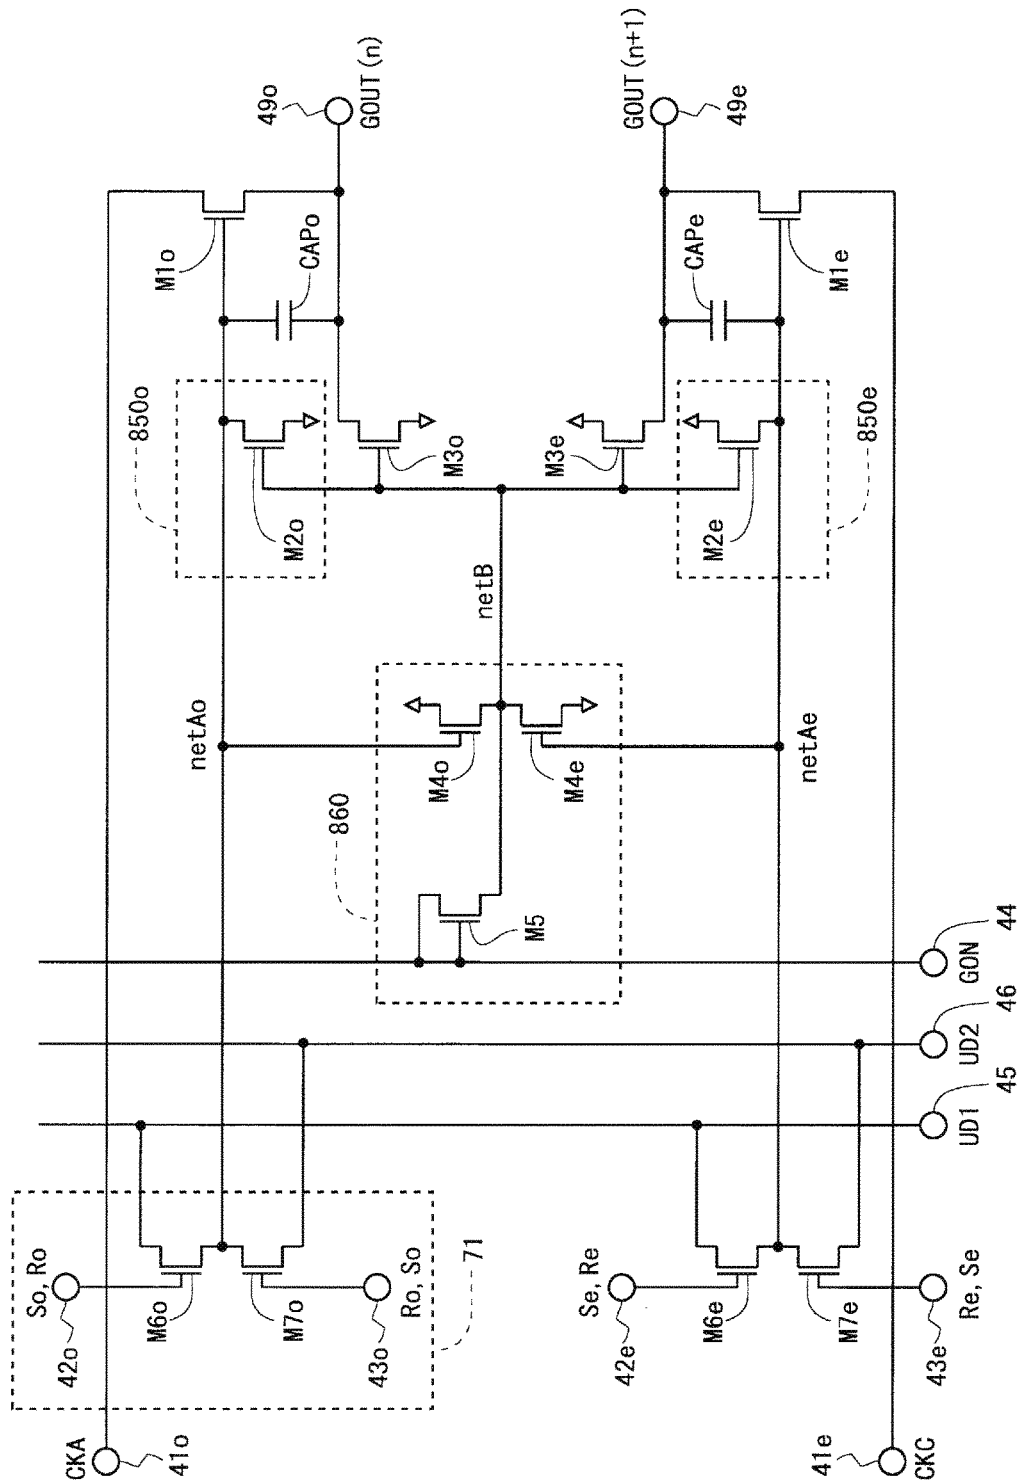 CKA
41o
42o
So, Ro
M6o
M7o
43o
Ro, So
71
42e
Se, Re
M6e
M7e
43e
Re, Se
41e
CKC
UD1
45
UD2
46
GON
44
netAo
860
M5
M4o
M4e
netAe
netB
850o
M2o
M3o
M3e
M2e
850e
M1o
CAPo
CAPe
M1e
49o
GOUT(n)
GOUT(n+1)
49e